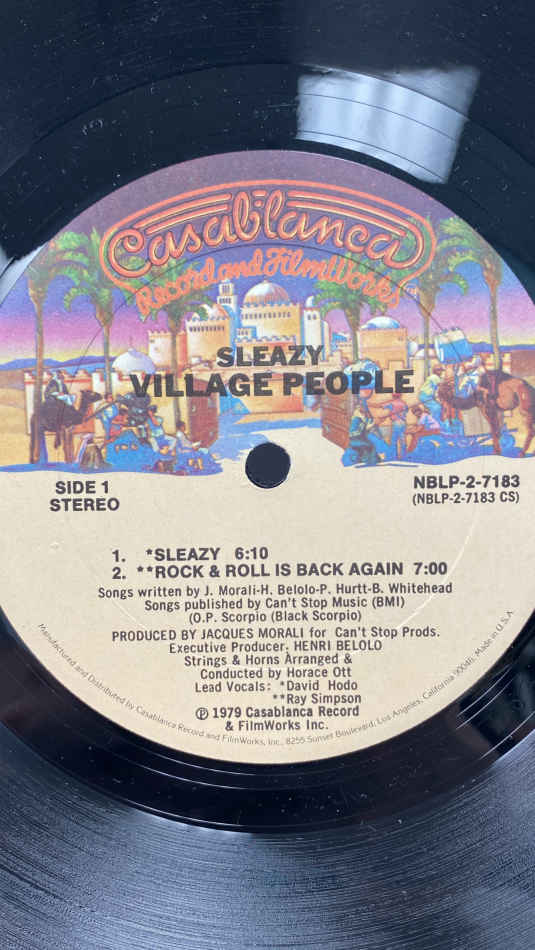 Casablanca
Record and FilmWorks
SLEAZY
VILLAGE PEOPLE
SIDE 1
STEREO
NBLP-2-7183
(NBLP-2-7183 CS)
1. *SLEAZY 6:10
2. **ROCK & ROLL IS BACK AGAIN 7:00
Songs written by J. Morali-H. Belolo-P. Hurtt-B. Whitehead
Songs published by Can't Stop Music (BMI)
(O.P. Scorpio (Black Scorpio)
PRODUCED BY JACQUES MORALI for Can't Stop Prods.
Executive Producer: HENRI BELOLO
Strings & Horns Arranged &
Conducted by Horace Ott
Lead Vocals: *David Hodo
**Ray Simpson
℗ 1979 Casablanca Record
& FilmWorks Inc.
Manufactured and Distributed by Casablanca Record and FilmWorks, Inc., 8255 Sunset Boulevard, Los Angeles, California 90046, Made in U.S.A.